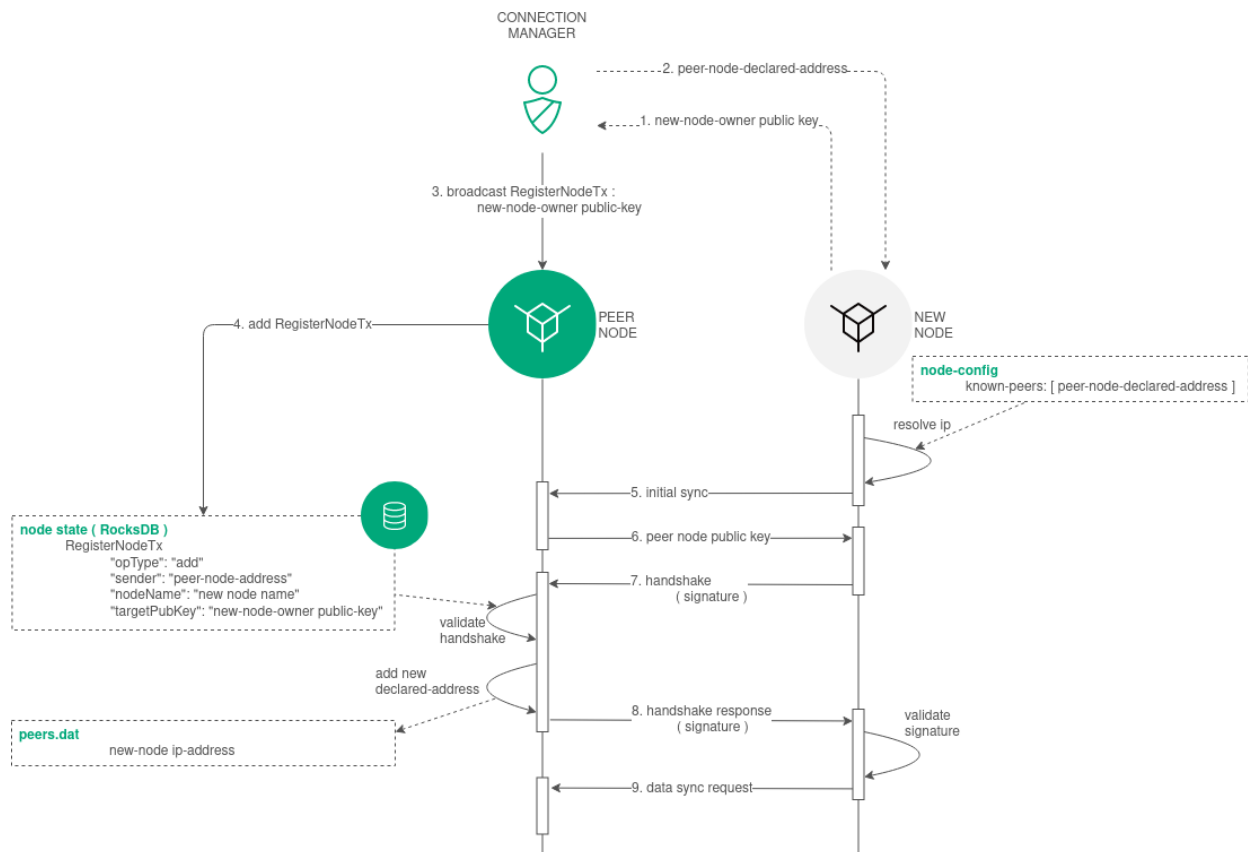 CONNECTION
MANAGER
2. peer-node-declared-address
1. new-node-owner public key
3. broadcast RegisterNodeTx :
new-node-owner public-key
4. add RegisterNodeTx
PEER
NODE
NEW
NODE
node-config
known-peers: [ peer-node-declared-address ]
resolve ip
5. initial sync
node state ( RocksDB )
RegisterNodeTx
"opType": "add"
"sender": "peer-node-address"
"nodeName": "new node name"
"targetPubKey": "new-node-owner public-key"
6. peer node public key
7. handshake
( signature )
validate
handshake
add new
declared-address
8. handshake response
( signature )
validate
signature
peers.dat
new-node ip-address
9. data sync request